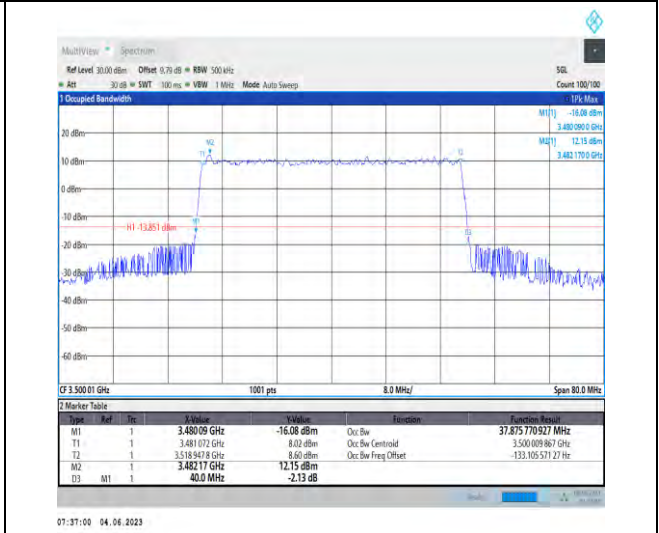 MultiView Spectrum
Ref Level 30.00 dBm Offset 9.79 dB RBW 500 kHz SGL
Att 30 dB SWT 100 ms VBW 1 MHz Mode Auto Sweep Count 100/100
1 Occupied Bandwidth 1Pk Max
M1[1] -16.08 dBm
3.480 090 0 GHz
M2[1] 12.15 dBm
3.482 170 0 GHz
20 dBm
M2
T1 T2
10 dBm
0 dBm
-10 dBm
M1
H1 -13.851 dBm
D3
-20 dBm
-30 dBm
-40 dBm
-50 dBm
-60 dBm
CF 3.500 01 GHz 1001 pts 8.0 MHz/ Span 80.0 MHz
2 Marker Table
Type Ref Trc X-Value Y-Value Function Function Result
M1 1 3.480 09 GHz -16.08 dBm Occ Bw 37.875 770 927 MHz
T1 1 3.481 072 GHz 8.02 dBm Occ Bw Centroid 3.500 009 867 GHz
T2 1 3.518 947 8 GHz 8.60 dBm Occ Bw Freq Offset -133.105 571 27 Hz
M2 1 3.482 17 GHz 12.15 dBm
D3 M1 1 40.0 MHz -2.13 dB
07:37:00 04.06.2023